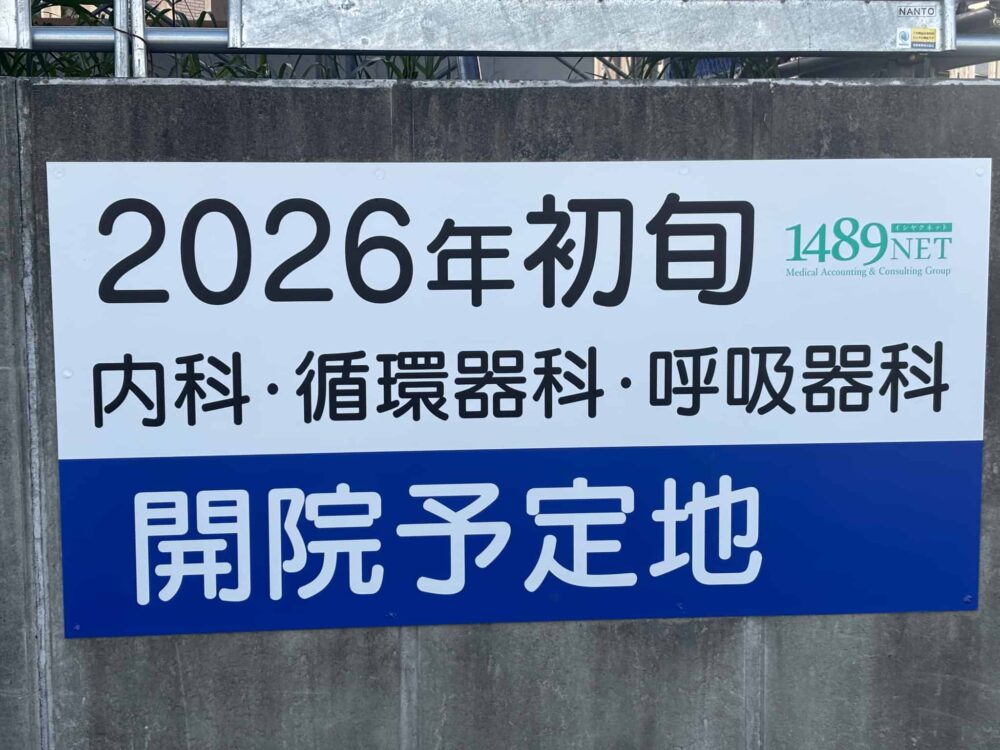 NANTO
2026年初旬
イシヤクネット
1489NET
Medical Accounting & Consulting Group
内科・循環器科・呼吸器科
開院予定地